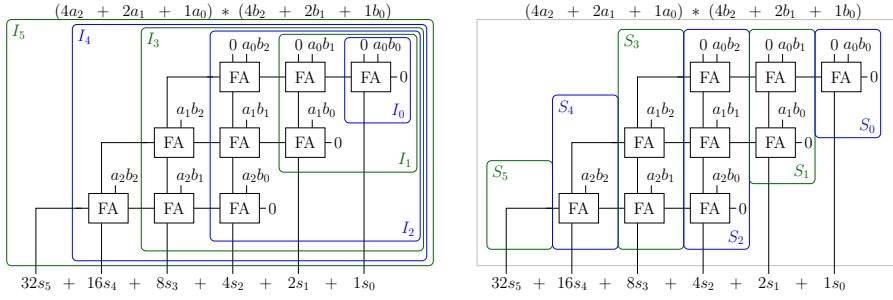 (4a₂ + 2a₁ + 1a₀) * (4b₂ + 2b₁ + 1b₀)
I₅ I₄ I₃ 0 a₀b₂ 0 a₀b₁ 0 a₀b₀
FA FA FA 0
I₀
a₁b₂ a₁b₁ a₁b₀
FA FA FA 0
I₁
a₂b₂ a₂b₁ a₂b₀
FA FA FA 0
I₂
32s₅ + 16s₄ + 8s₃ + 4s₂ + 2s₁ + 1s₀
(4a₂ + 2a₁ + 1a₀) * (4b₂ + 2b₁ + 1b₀)
S₃ 0 a₀b₂ 0 a₀b₁ 0 a₀b₀
FA FA FA 0
S₄ a₁b₂ a₁b₁ a₁b₀ S₀
FA FA FA 0
S₅ a₂b₂ a₂b₁ a₂b₀ S₁
FA FA FA 0
S₂
32s₅ + 16s₄ + 8s₃ + 4s₂ + 2s₁ + 1s₀